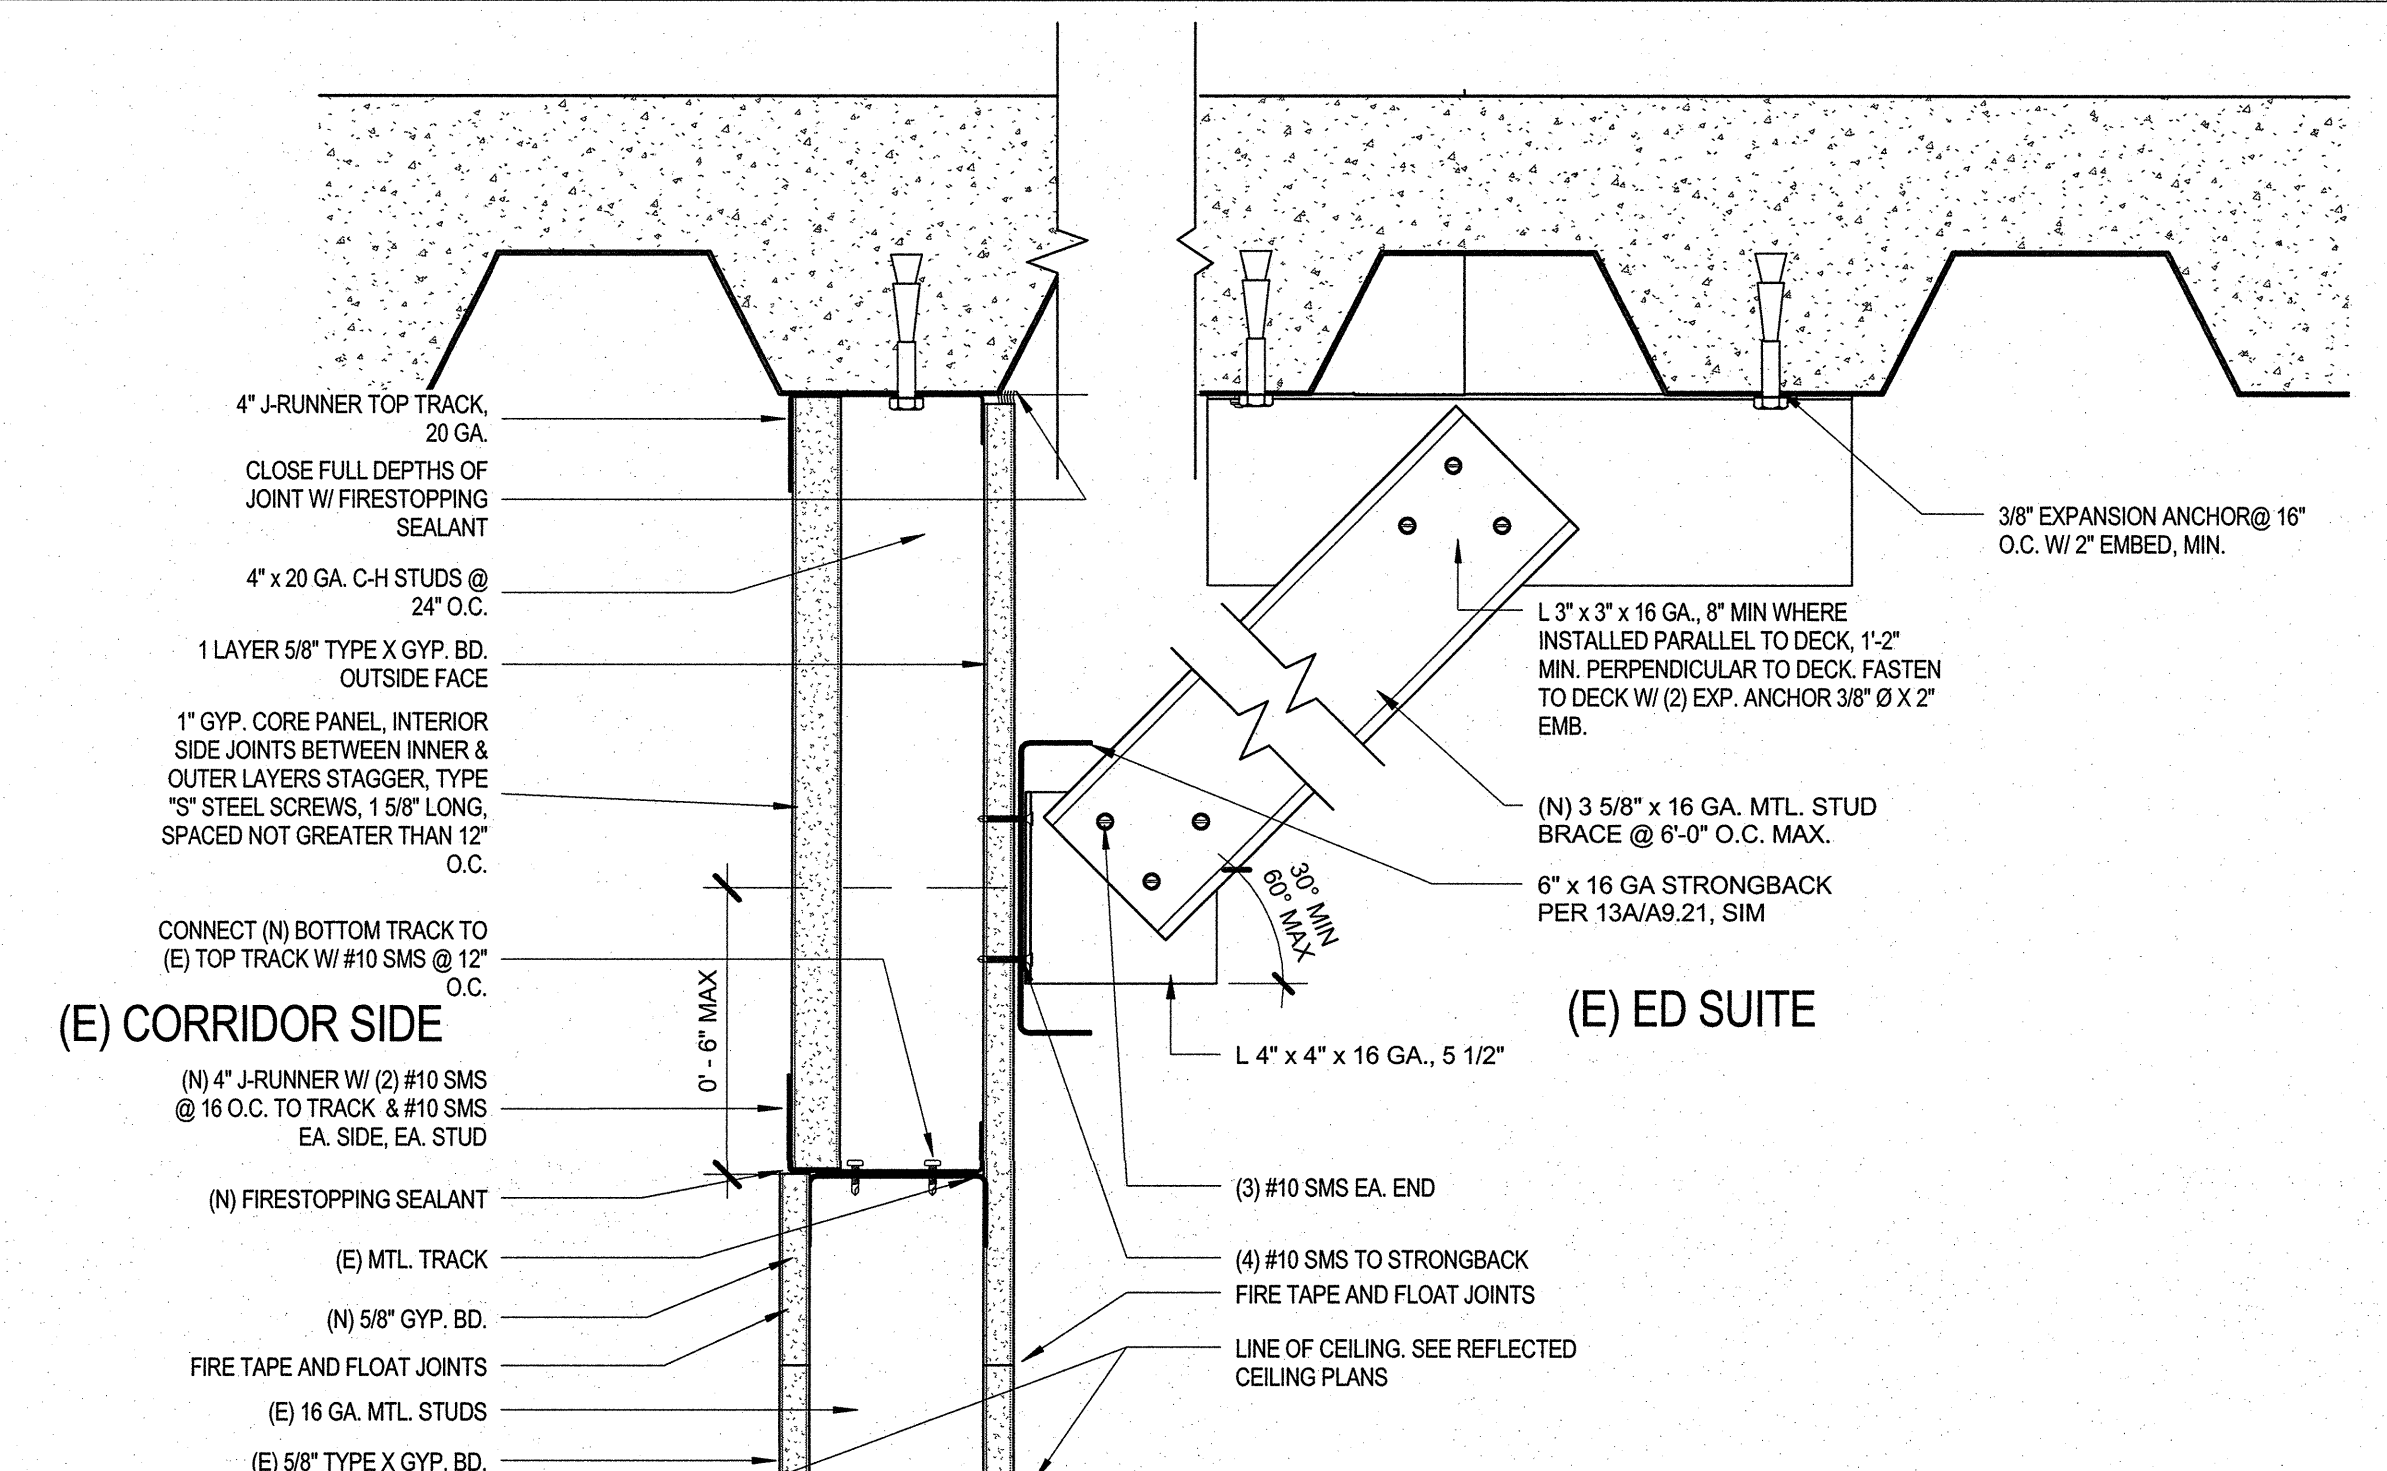 4" J-RUNNER TOP TRACK,
20 GA.
CLOSE FULL DEPTHS OF
JOINT W/ FIRESTOPPING
SEALANT
4" x 20 GA. C-H STUDS @
24" O.C.
1 LAYER 5/8" TYPE X GYP. BD.
OUTSIDE FACE
1" GYP. CORE PANEL, INTERIOR
SIDE JOINTS BETWEEN INNER &
OUTER LAYERS STAGGER, TYPE
"S" STEEL SCREWS, 1 5/8" LONG,
SPACED NOT GREATER THAN 12"
O.C.
CONNECT (N) BOTTOM TRACK TO
(E) TOP TRACK W/ #10 SMS @ 12"
O.C.
(E) CORRIDOR SIDE
(N) 4" J-RUNNER W/ (2) #10 SMS
@ 16 O.C. TO TRACK & #10 SMS
EA. SIDE, EA. STUD
(N) FIRESTOPPING SEALANT
(E) MTL. TRACK
(N) 5/8" GYP. BD.
FIRE TAPE AND FLOAT JOINTS
(E) 16 GA. MTL. STUDS
(E) 5/8" TYPE X GYP. BD.
0' - 6" MAX
30° MIN
60° MAX
3/8" EXPANSION ANCHOR@ 16"
O.C. W/ 2" EMBED, MIN.
L 3" x 3" x 16 GA., 8" MIN WHERE
INSTALLED PARALLEL TO DECK, 1'-2"
MIN. PERPENDICULAR TO DECK. FASTEN
TO DECK W/ (2) EXP. ANCHOR 3/8" Ø X 2"
EMB.
(N) 3 5/8" x 16 GA. MTL. STUD
BRACE @ 6'-0" O.C. MAX.
6" x 16 GA STRONGBACK
PER 13A/A9.21, SIM
(E) ED SUITE
L 4" x 4" x 16 GA., 5 1/2"
(3) #10 SMS EA. END
(4) #10 SMS TO STRONGBACK
FIRE TAPE AND FLOAT JOINTS
LINE OF CEILING. SEE REFLECTED
CEILING PLANS